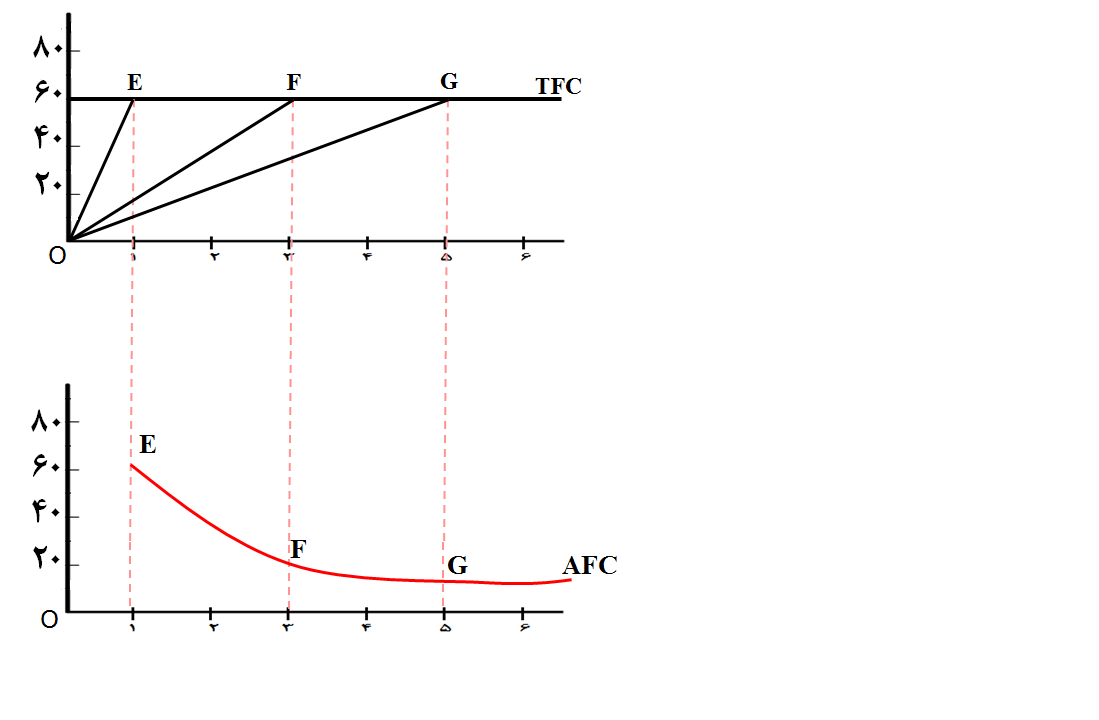 ۸۰
E F G TFC
۶۰
۴۰
۲۰
O ۱ ۲ ۳ ۴ ۵ ۶
۸۰
E
۶۰
۴۰
F
۲۰ G AFC
O ۱ ۲ ۳ ۴ ۵ ۶